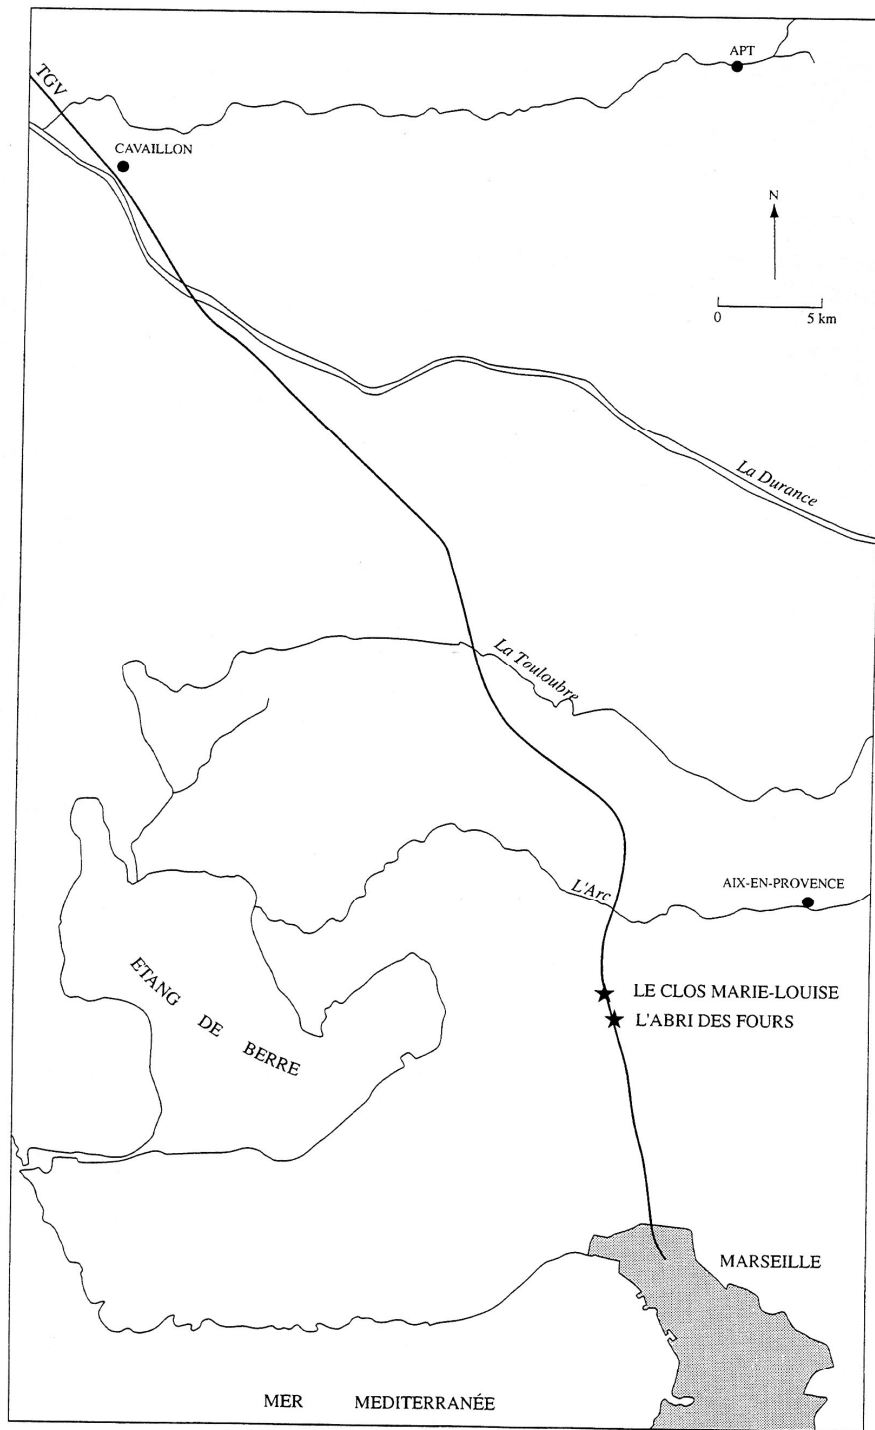 APT
TGV
CAVAILLON
N
0 5 km
La Durance
La Touloubre
L'Arc
AIX-EN-PROVENCE
ETANG DE BERRE
LE CLOS MARIE-LOUISE
L'ABRI DES FOURS
MARSEILLE
MER MEDITERRANÉE